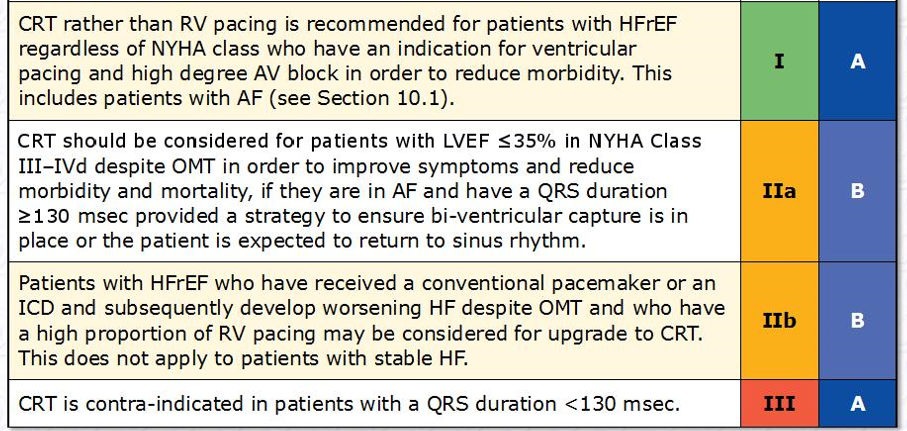 CRT rather than RV pacing is recommended for patients with HFrEF
regardless of NYHA class who have an indication for ventricular
pacing and high degree AV block in order to reduce morbidity. This
includes patients with AF (see Section 10.1).
I
A
CRT should be considered for patients with LVEF ≤35% in NYHA Class
III–IVd despite OMT in order to improve symptoms and reduce
morbidity and mortality, if they are in AF and have a QRS duration
≥130 msec provided a strategy to ensure bi-ventricular capture is in
place or the patient is expected to return to sinus rhythm.
IIa
B
Patients with HFrEF who have received a conventional pacemaker or an
ICD and subsequently develop worsening HF despite OMT and who have
a high proportion of RV pacing may be considered for upgrade to CRT.
This does not apply to patients with stable HF.
IIb
B
CRT is contra-indicated in patients with a QRS duration <130 msec.
III
A